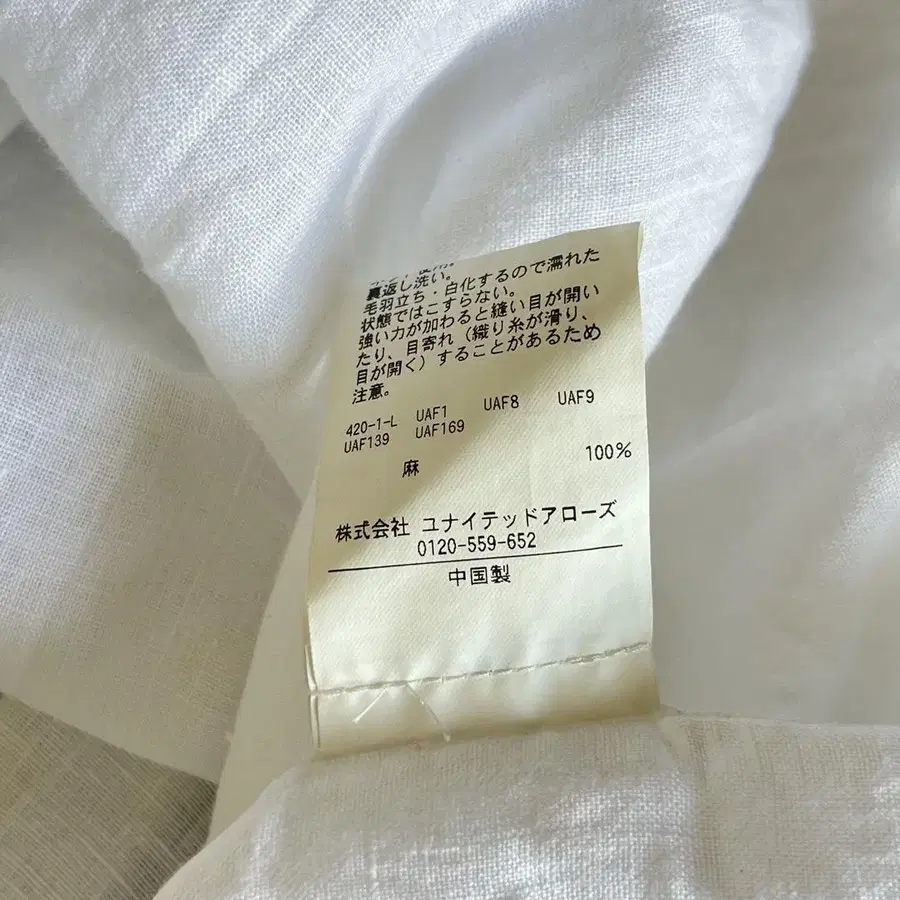 裏返し洗い。
毛羽立ち・白化するので濡れた
状態ではこすらない。
強い力が加わると縫い目が開い
たり、目寄れ（織り糸が滑り、
目が開く）することがあるため
注意。
420-1-L UAF1 UAF8 UAF9
UAF139 UAF169
麻 100%
株式会社 ユナイテッドアローズ
0120-559-652
中国製